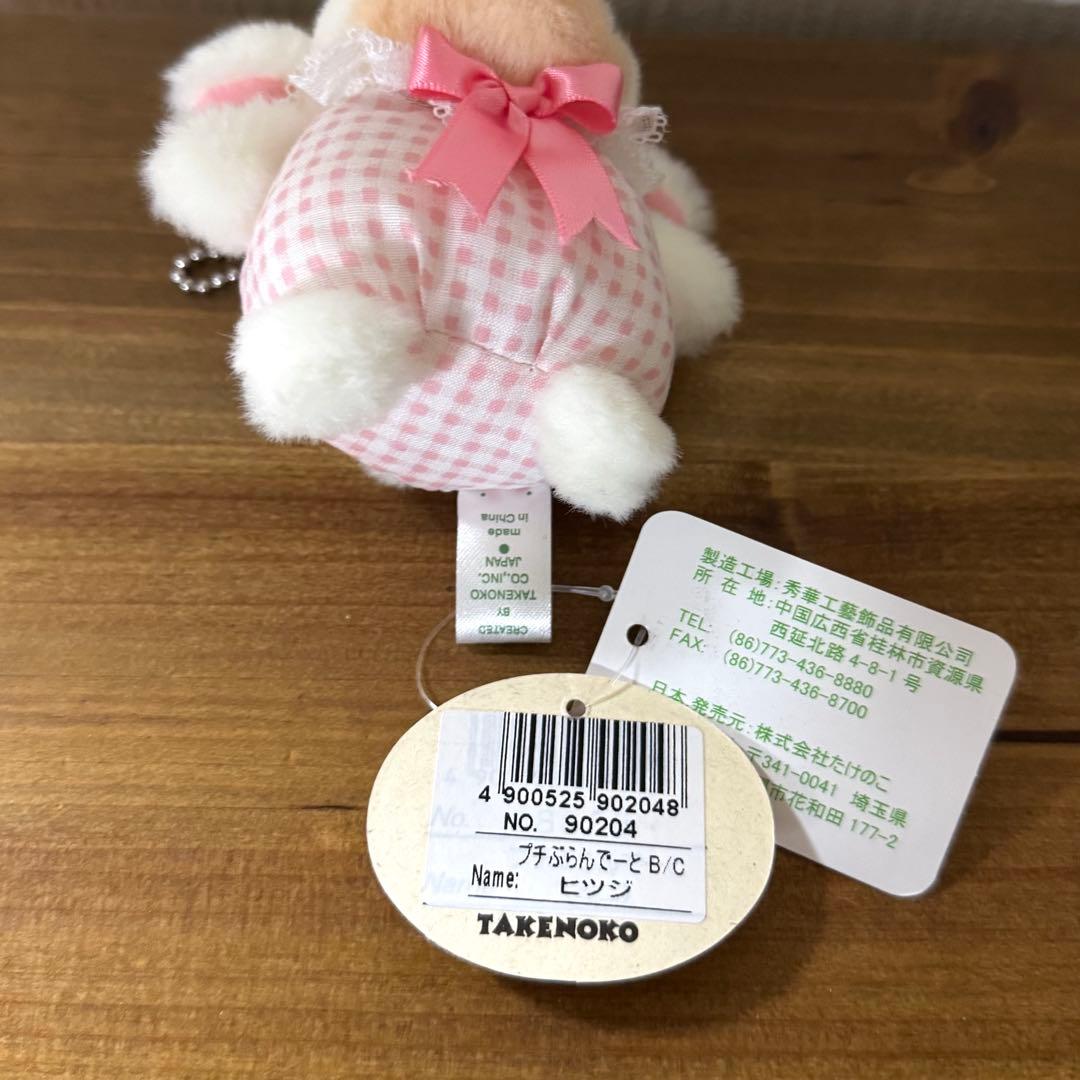 CREATED
BY
TAKENOKO
CO.,INC.
JAPAN
made
in China
製造工場:秀華工藝飾品有限公司
所 在 地:中国広西省桂林市資源県
西延北路 4-8-1 号
TEL: (86)773-436-8880
FAX: (86)773-436-8700
日本 発売元:株式会社たけのこ
〒341-0041 埼玉県
市花和田 177-2
4 900525 902048
NO. 90204
プチぶらんでーと B/C
Name: ヒツジ
TAKENOKO